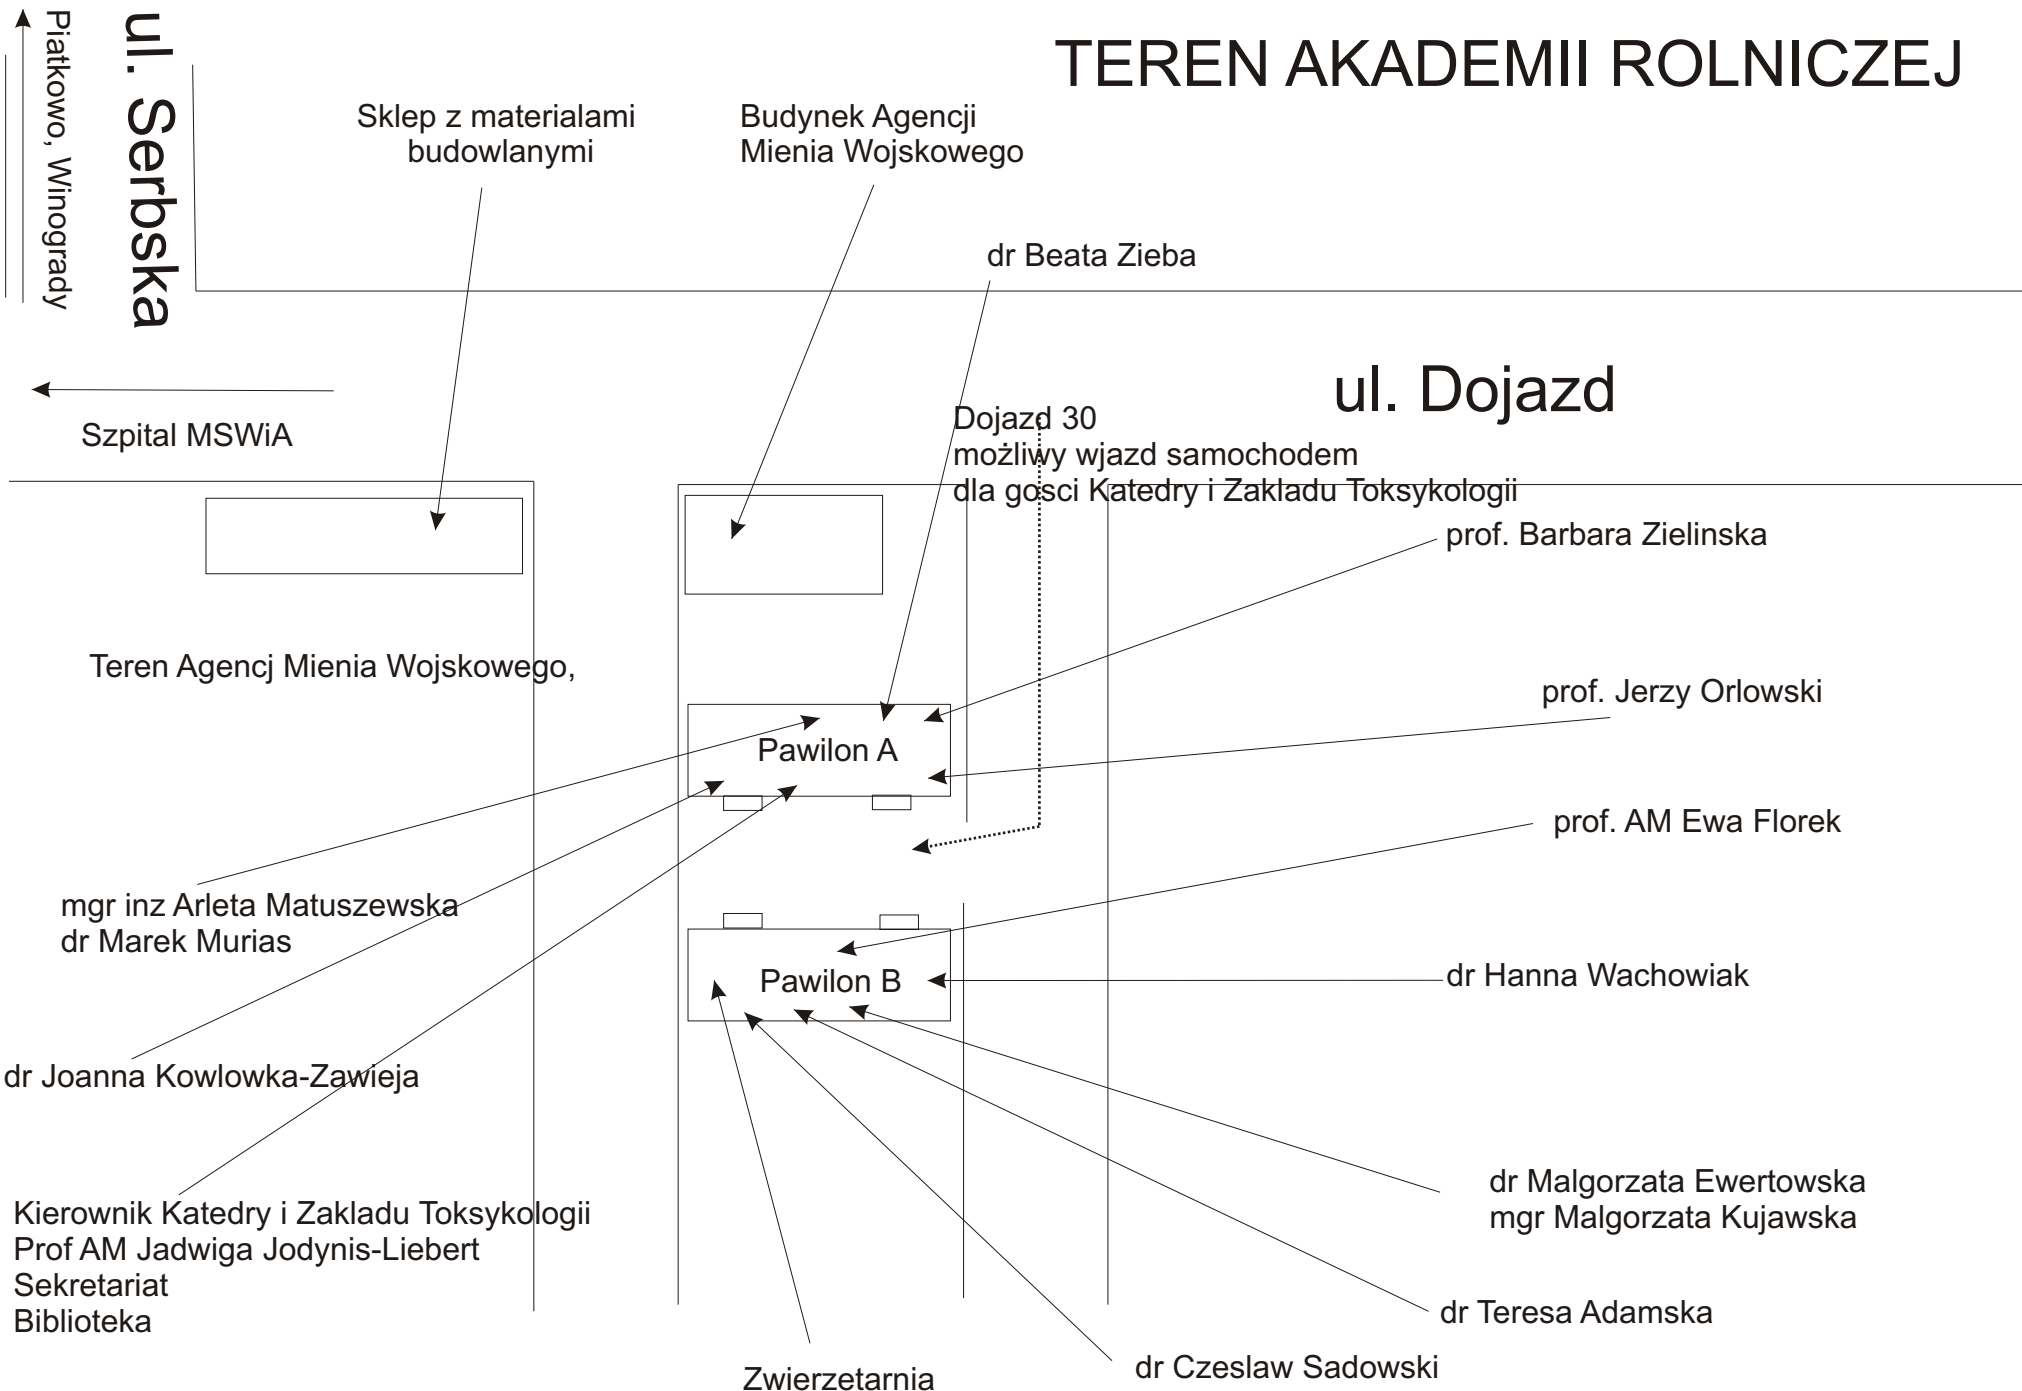 TEREN AKADEMII ROLNICZEJ
ul. Serbska
Piatkowo, Winogrady
Sklep z materialami
budowlanymi
Budynek Agencji
Mienia Wojskowego
dr Beata Zieba
ul. Dojazd
Szpital MSWiA
Dojazd 30
możliwy wjazd samochodem
dla gosci Katedry i Zakladu Toksykologii
prof. Barbara Zielinska
Teren Agencj Mienia Wojskowego,
prof. Jerzy Orlowski
Pawilon A
prof. AM Ewa Florek
mgr inz Arleta Matuszewska
dr Marek Murias
Pawilon B
dr Hanna Wachowiak
dr Joanna Kowlowka-Zawieja
dr Malgorzata Ewertowska
mgr Malgorzata Kujawska
Kierownik Katedry i Zakladu Toksykologii
Prof AM Jadwiga Jodynis-Liebert
Sekretariat
Biblioteka
dr Teresa Adamska
dr Czeslaw Sadowski
Zwierzetarnia